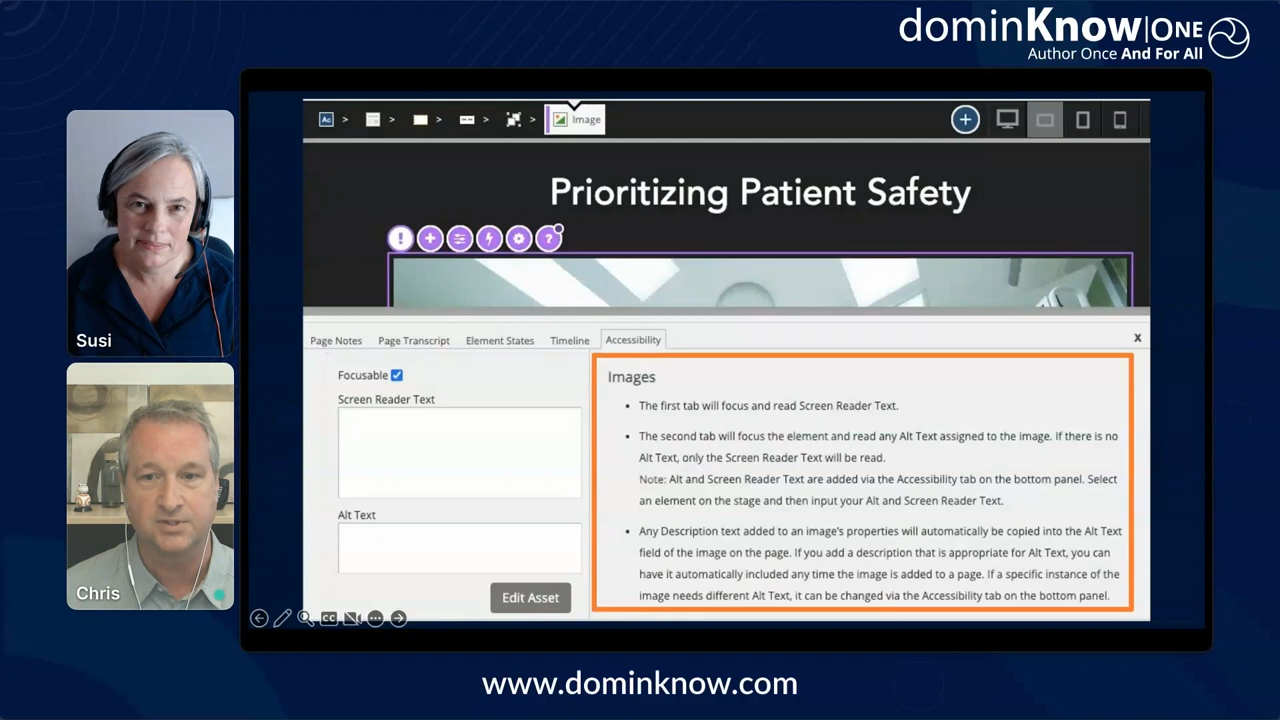 dominKnow|ONE
Author Once And For All
Susi
Chris
Ac > > > > > Image
Prioritizing Patient Safety
Page Notes Page Transcript Element States Timeline Accessibility X
Focusable
Screen Reader Text
Alt Text
Edit Asset
Images
• The first tab will focus and read Screen Reader Text.
• The second tab will focus the element and read any Alt Text assigned to the image. If there is no
Alt Text, only the Screen Reader Text will be read.
Note: Alt and Screen Reader Text are added via the Accessibility tab on the bottom panel. Select
an element on the stage and then input your Alt and Screen Reader Text.
• Any Description text added to an image's properties will automatically be copied into the Alt Text
field of the image on the page. If you add a description that is appropriate for Alt Text, you can
have it automatically included any time the image is added to a page. If a specific instance of the
image needs different Alt Text, it can be changed via the Accessibility tab on the bottom panel.
CC
www.dominknow.com